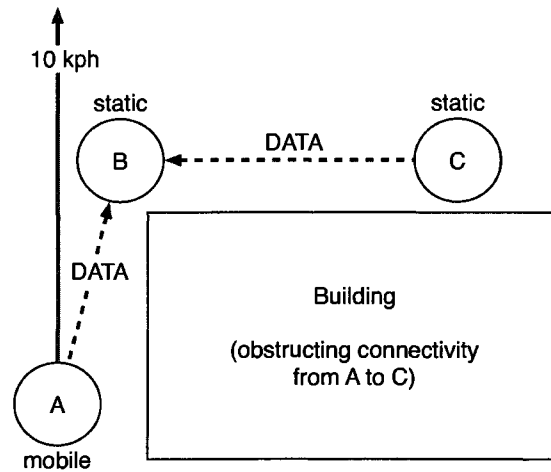 10 kph
static
static
B
DATA
C
DATA
Building
(obstructing connectivity
from A to C)
A
mobile